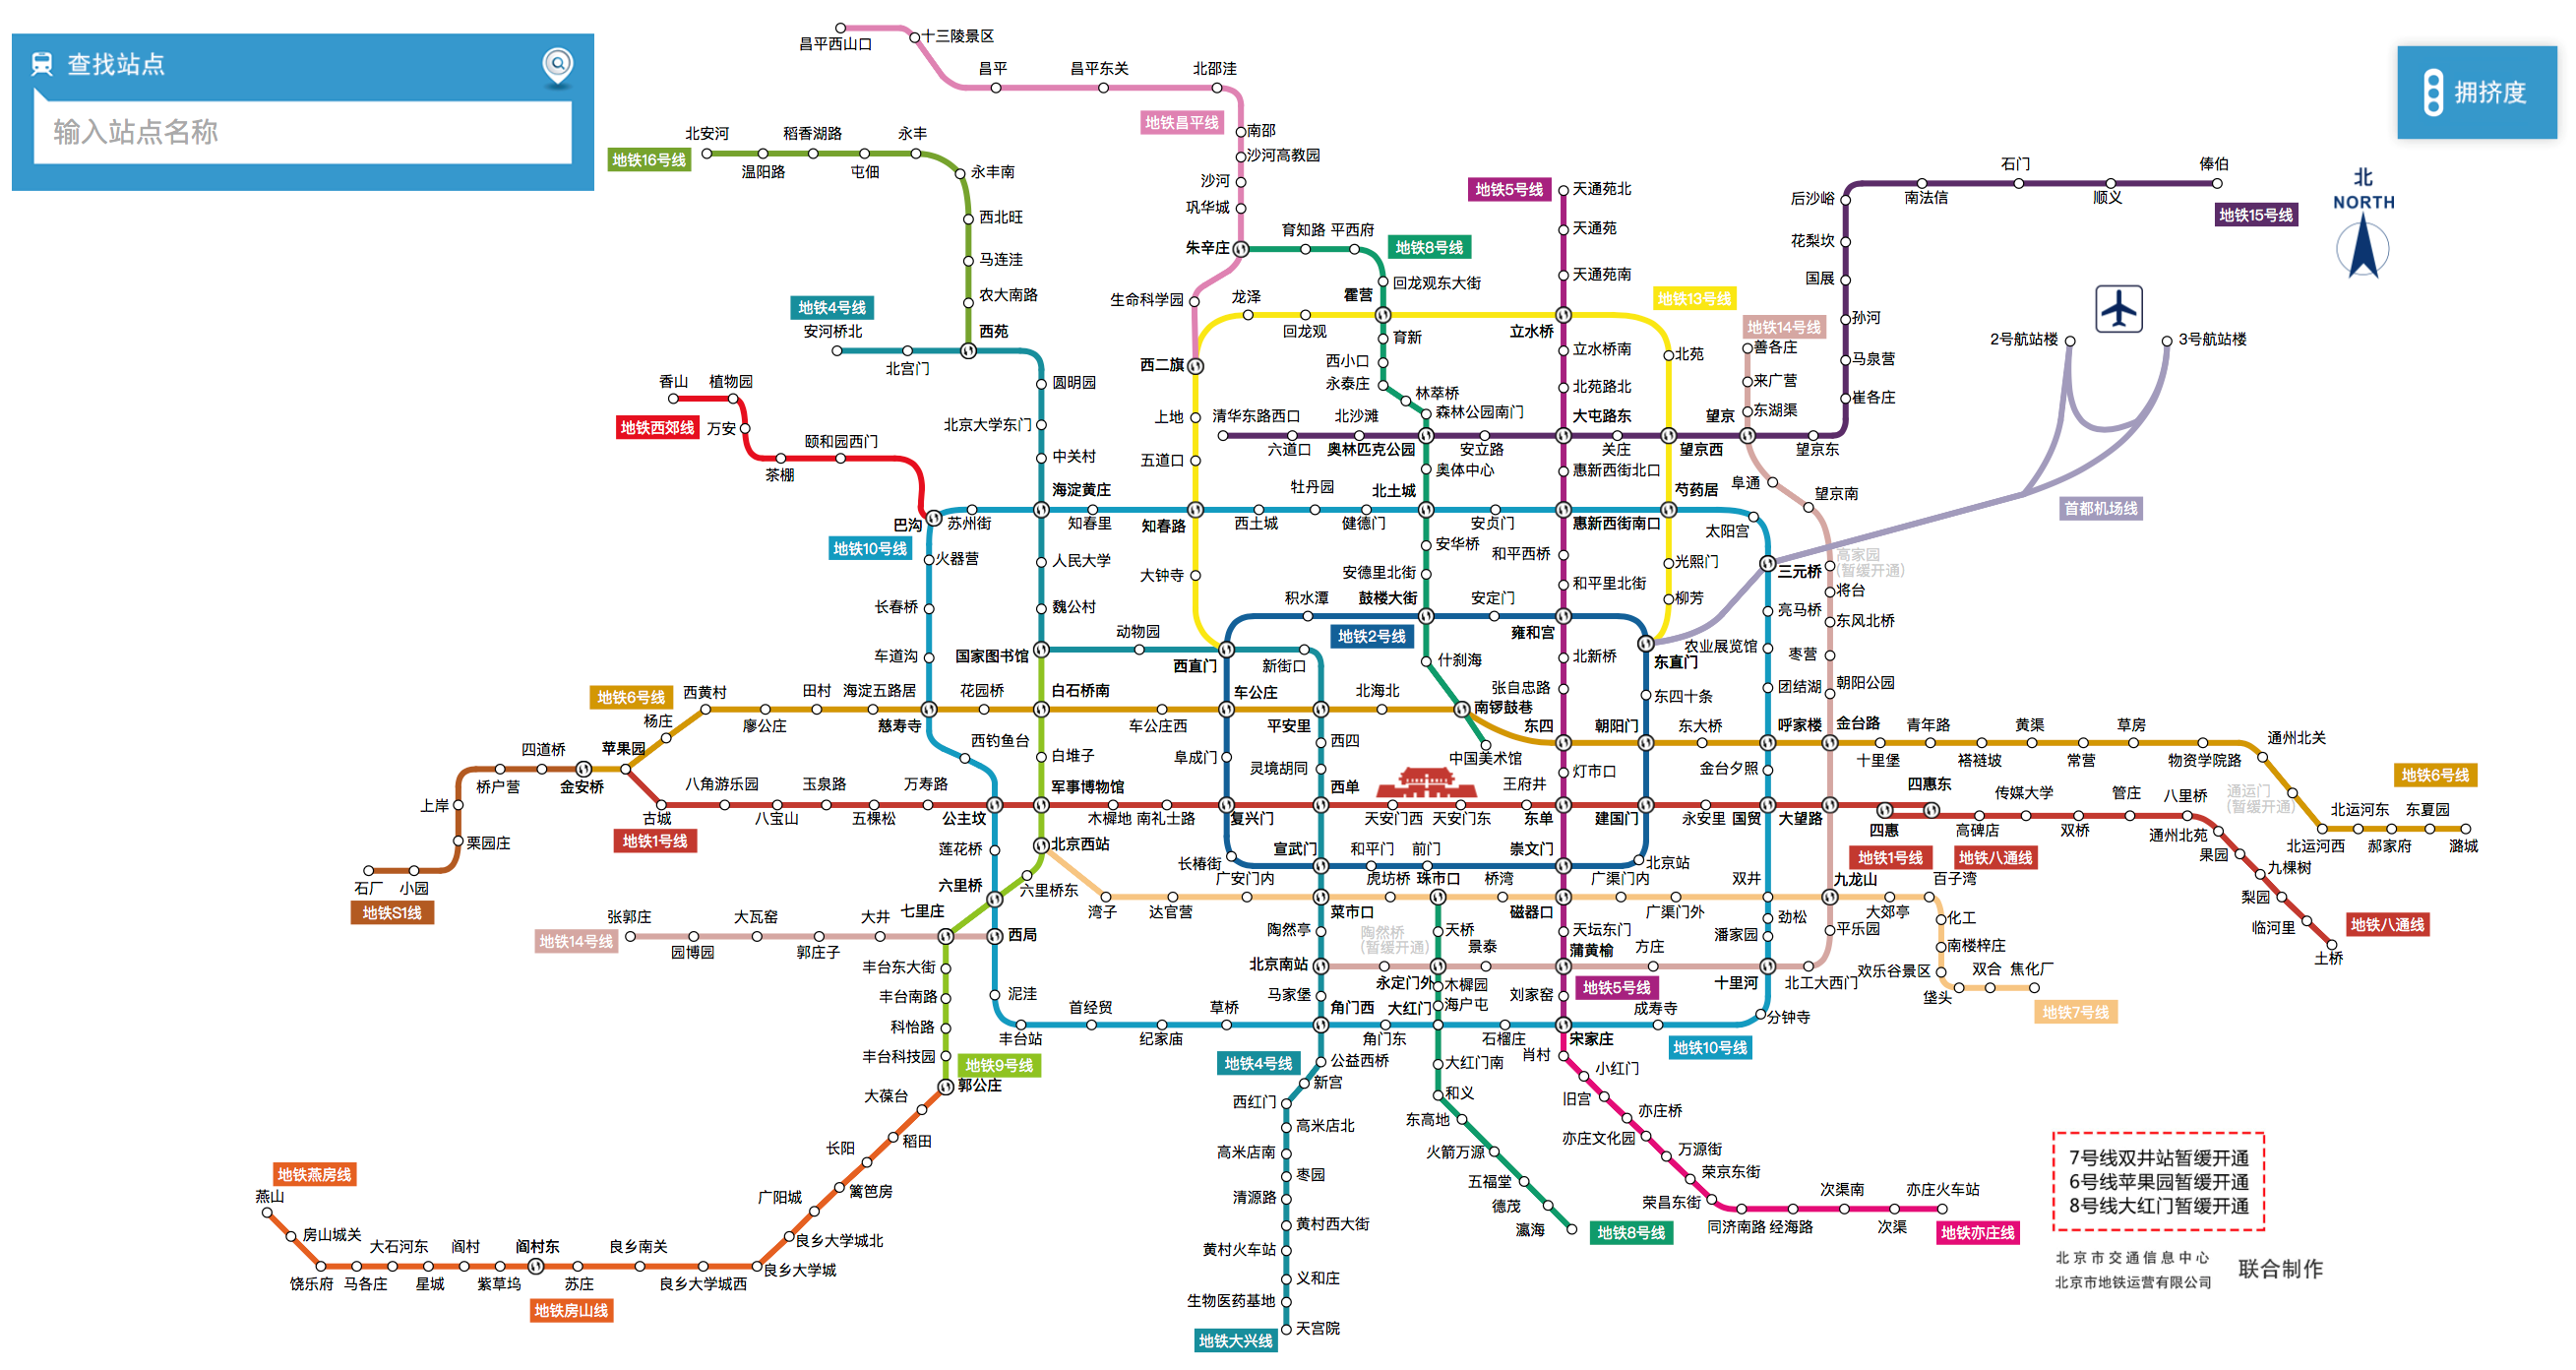 查找站点
输入站点名称
拥挤度
北
NORTH
昌平西山口
十三陵景区
昌平
昌平东关
北邵洼
地铁昌平线
南邵
沙河高教园
沙河
巩华城
朱辛庄
生命科学园
西二旗
北安河
稻香湖路
永丰
地铁16号线
温阳路
屯佃
永丰南
西北旺
马连洼
农大南路
西苑
地铁4号线
安河桥北
北宫门
圆明园
北京大学东门
中关村
海淀黄庄
人民大学
魏公村
国家图书馆
动物园
西直门
新街口
平安里
西四
灵境胡同
西单
宣武门
菜市口
陶然亭
北京南站
马家堡
角门西
地铁4号线
公益西桥
新宫
西红门
高米店北
高米店南
枣园
清源路
黄村西大街
黄村火车站
义和庄
生物医药基地
天宫院
地铁大兴线
香山
植物园
地铁西郊线
万安
颐和园西门
茶棚
巴沟
育知路
平西府
地铁8号线
回龙观东大街
霍营
育新
西小口
永泰庄
林萃桥
森林公园南门
奥林匹克公园
奥体中心
北土城
安华桥
安德里北街
鼓楼大街
什刹海
南锣鼓巷
中国美术馆
龙泽
回龙观
立水桥
地铁13号线
北苑
上地
五道口
知春路
大钟寺
望京西
芍药居
光熙门
柳芳
东直门
地铁5号线
天通苑北
天通苑
天通苑南
立水桥南
北苑路北
大屯路东
惠新西街北口
惠新西街南口
和平西桥
和平里北街
雍和宫
北新桥
张自忠路
东四
灯市口
东单
崇文门
磁器口
天坛东门
蒲黄榆
地铁5号线
刘家窑
宋家庄
俸伯
石门
顺义
南法信
地铁15号线
后沙峪
花梨坎
国展
孙河
马泉营
崔各庄
望京东
望京
关庄
安立路
北沙滩
六道口
清华东路西口
地铁14号线
善各庄
来广营
东湖渠
阜通
望京南
高家园
(暂缓开通)
将台
东风北桥
枣营
朝阳公园
金台路
大望路
九龙山
平乐园
北工大西门
十里河
方庄
景泰
永定门外
陶然桥
(暂缓开通)
2号航站楼
3号航站楼
首都机场线
三元桥
地铁10号线
苏州街
知春里
西土城
牡丹园
健德门
安贞门
太阳宫
亮马桥
农业展览馆
团结湖
呼家楼
金台夕照
国贸
双井
劲松
潘家园
分钟寺
成寿寺
地铁10号线
石榴庄
大红门
角门东
草桥
纪家庙
首经贸
丰台站
泥洼
西局
六里桥
莲花桥
公主坟
西钓鱼台
慈寿寺
车道沟
长春桥
火器营
地铁2号线
积水潭
安定门
东四十条
朝阳门
建国门
北京站
前门
和平门
长椿街
复兴门
阜成门
车公庄
地铁6号线
西黄村
杨庄
廖公庄
田村
海淀五路居
花园桥
白石桥南
车公庄西
北海北
东大桥
青年路
黄渠
草房
十里堡
褡裢坡
常营
物资学院路
通州北关
通运门
(暂缓开通)
地铁6号线
北运河东
东夏园
北运河西
郝家府
潞城
四道桥
苹果园
桥户营
金安桥
上岸
栗园庄
石厂
小园
地铁S1线
古城
地铁1号线
八角游乐园
玉泉路
万寿路
八宝山
五棵松
军事博物馆
木樨地
南礼士路
天安门西
天安门东
王府井
永安里
四惠
四惠东
地铁1号线
地铁八通线
高碑店
传媒大学
双桥
管庄
八里桥
通州北苑
果园
九棵树
梨园
临河里
土桥
地铁八通线
白堆子
北京西站
六里桥东
七里庄
丰台东大街
丰台南路
科怡路
丰台科技园
地铁9号线
郭公庄
湾子
达官营
广安门内
虎坊桥
珠市口
桥湾
广渠门内
广渠门外
大郊亭
百子湾
化工
南楼梓庄
欢乐谷景区
垡头
双合
焦化厂
地铁7号线
地铁14号线
张郭庄
园博园
大瓦窑
郭庄子
大井
天桥
木樨园
海户屯
大红门南
和义
东高地
火箭万源
五福堂
德茂
瀛海
地铁8号线
肖村
小红门
旧宫
亦庄桥
亦庄文化园
万源街
荣京东街
荣昌东街
同济南路
经海路
次渠南
次渠
亦庄火车站
地铁亦庄线
大葆台
稻田
长阳
篱笆房
广阳城
良乡大学城北
良乡大学城
良乡大学城西
良乡南关
苏庄
地铁房山线
阎村东
紫草坞
阎村
星城
大石河东
马各庄
饶乐府
房山城关
燕山
地铁燕房线
7号线双井站暂缓开通
6号线苹果园暂缓开通
8号线大红门暂缓开通
北京市交通信息中心
北京市地铁运营有限公司
联合制作